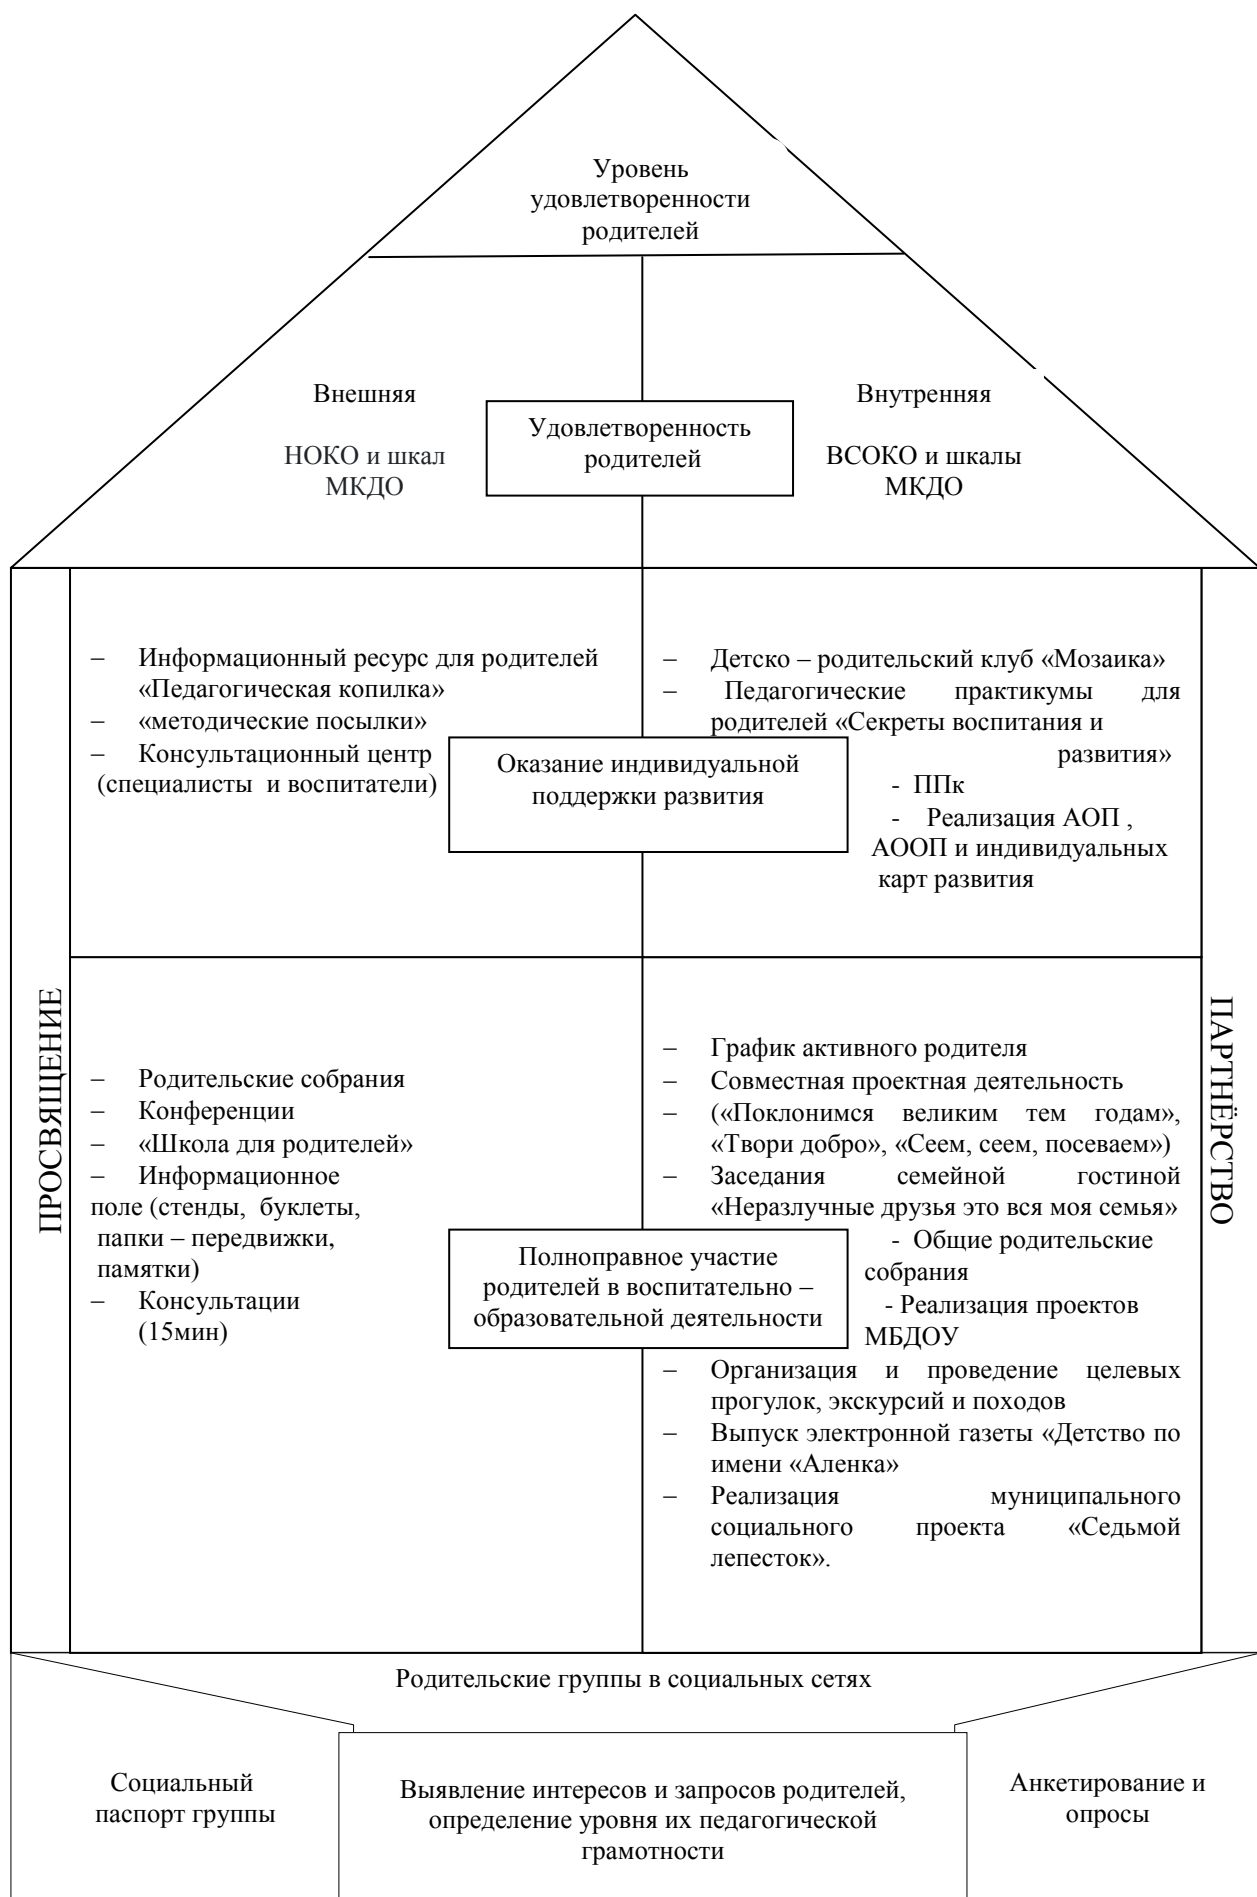 Уровень
удовлетворенности
родителей
Внешняя
НОКО и шкал
МКДО
Удовлетворенность
родителей
Внутренняя
ВСОКО и шкалы
МКДО
ПРОСВЯЩЕНИЕ
– Информационный ресурс для родителей
«Педагогическая копилка»
– «методические посылки»
– Консультационный центр
(специалисты и воспитатели)
Оказание индивидуальной
поддержки развития
– Детско – родительский клуб «Мозаика»
– Педагогические практикумы для
родителей «Секреты воспитания и
развития»
- ППк
- Реализация АОП ,
АООП и индивидуальных
карт развития
– Родительские собрания
– Конференции
– «Школа для родителей»
– Информационное
поле (стенды, буклеты,
папки – передвижки,
памятки)
– Консультации
(15мин)
Полноправное участие
родителей в воспитательно –
образовательной деятельности
– График активного родителя
– Совместная проектная деятельность
– («Поклонимся великим тем годам»,
«Твори добро», «Сеем, сеем, посеваем»)
– Заседания семейной гостиной
«Неразлучные друзья это вся моя семья»
- Общие родительские
собрания
- Реализация проектов
МБДОУ
– Организация и проведение целевых
прогулок, экскурсий и походов
– Выпуск электронной газеты «Детство по
имени «Аленка»
– Реализация муниципального
социального проекта «Седьмой
лепесток».
ПАРТНЁРСТВО
Родительские группы в социальных сетях
Социальный
паспорт группы
Выявление интересов и запросов родителей,
определение уровня их педагогической
грамотности
Анкетирование и
опросы